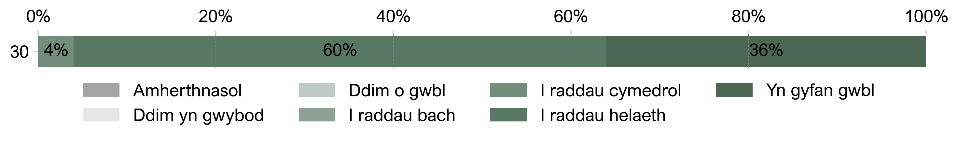 0% 20% 40% 60% 80% 100%
30 4% 60% 36%
Amherthnasol Ddim o gwbl I raddau cymedrol Yn gyfan gwbl
Ddim yn gwybod I raddau bach I raddau helaeth